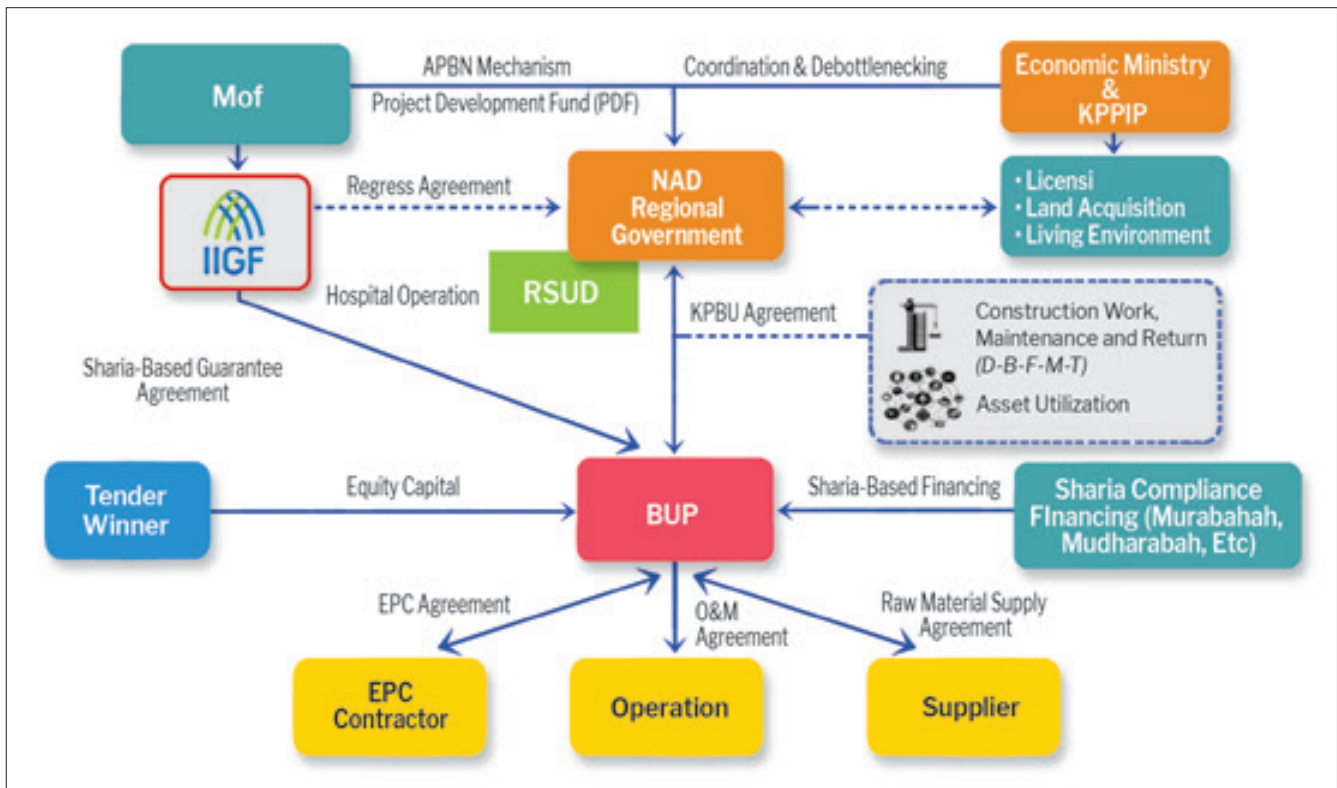 Mof
APBN Mechanism
Project Development Fund (PDF)
Coordination & Debottlenecking
Economic Ministry
&
KPPIP
IIGF
Regress Agreement
NAD
Regional
Government
• Licensi
• Land Acquisition
• Living Environment
Hospital Operation
RSUD
KPBU Agreement
Construction Work,
Maintenance and Return
(D-B-F-M-T)
Asset Utilization
Sharia-Based Guarantee
Agreement
Tender
Winner
Equity Capital
BUP
Sharia-Based Financing
Sharia Compliance
FInancing (Murabahah,
Mudharabah, Etc)
EPC Agreement
O&M
Agreement
Raw Material Supply
Agreement
EPC
Contractor
Operation
Supplier